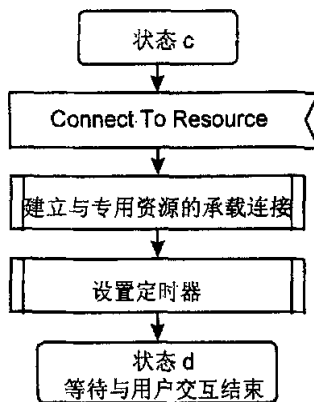 状态 c
Connect To Resource
建立与专用资源的承载连接
设置定时器
状态 d
等待与用户交互结束